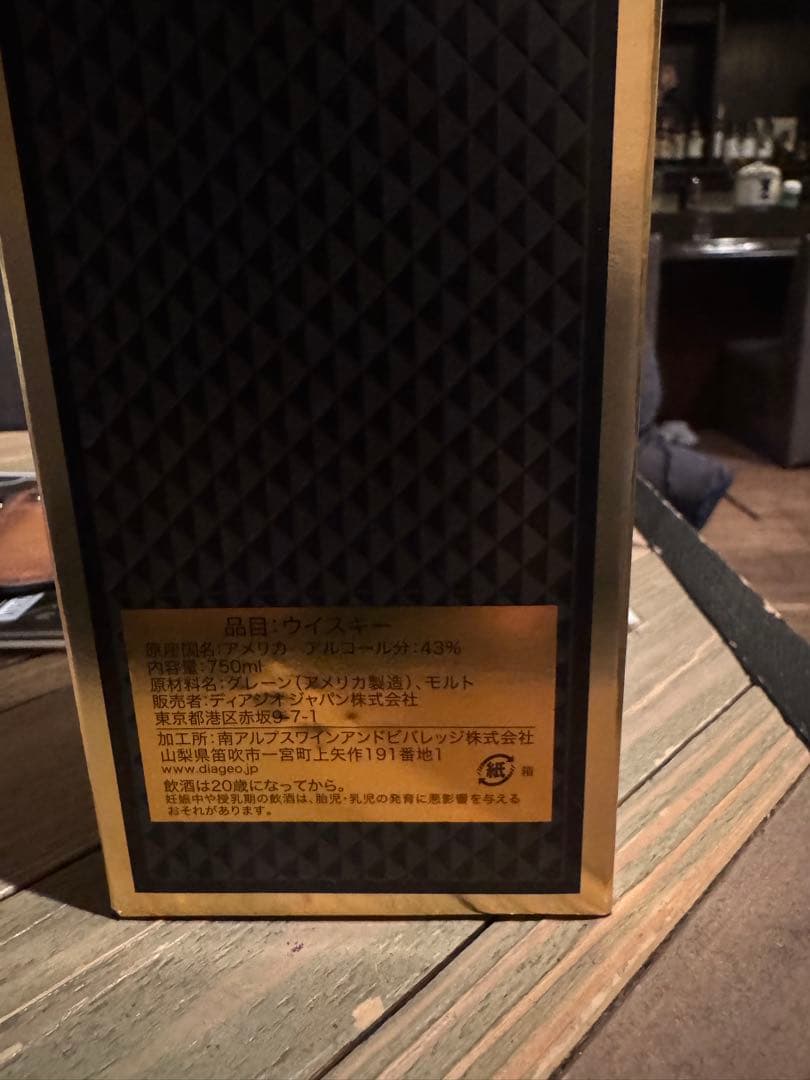 品目:ウイスキー
原産国名:アメリカ アルコール分:43%
内容量:750ml
原材料名:グレーン(アメリカ製造)、モルト
販売者:ディアジオジャパン株式会社
東京都港区赤坂9-7-1
加工所:南アルプスワインアンドビバレッジ株式会社
山梨県笛吹市一宮町上矢作191番地1
www.diageo.jp
紙 箱
飲酒は20歳になってから。
妊娠中や授乳期の飲酒は、胎児・乳児の発育に悪影響を与える
おそれがあります。